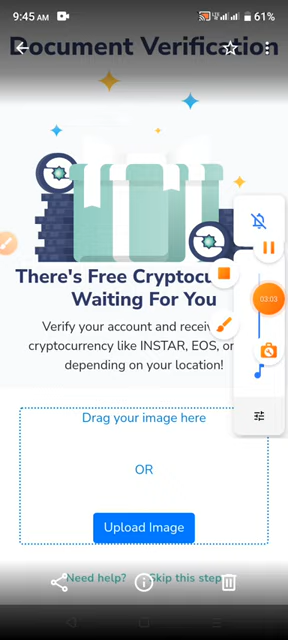 9:45 AM
61%
Document Verification
There's Free Cryptocu
Waiting For You
Verify your account and receiv
cryptocurrency like INSTAR, EOS, or
depending on your location!
03:03
Drag your image here
OR
Upload Image
Need help?
Skip this step